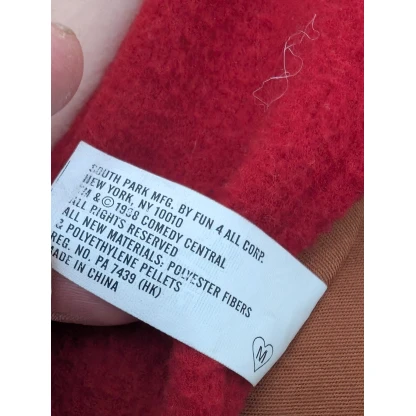 SOUTH PARK MFG. BY FUN 4 ALL CORP.
NEW YORK, NY 10010
TM & © 1998 COMEDY CENTRAL
ALL RIGHTS RESERVED
ALL NEW MATERIALS: POLYESTER FIBERS
& POLYETHYLENE PELLETS
REG. NO. PA 7439 (HK)
MADE IN CHINA
M